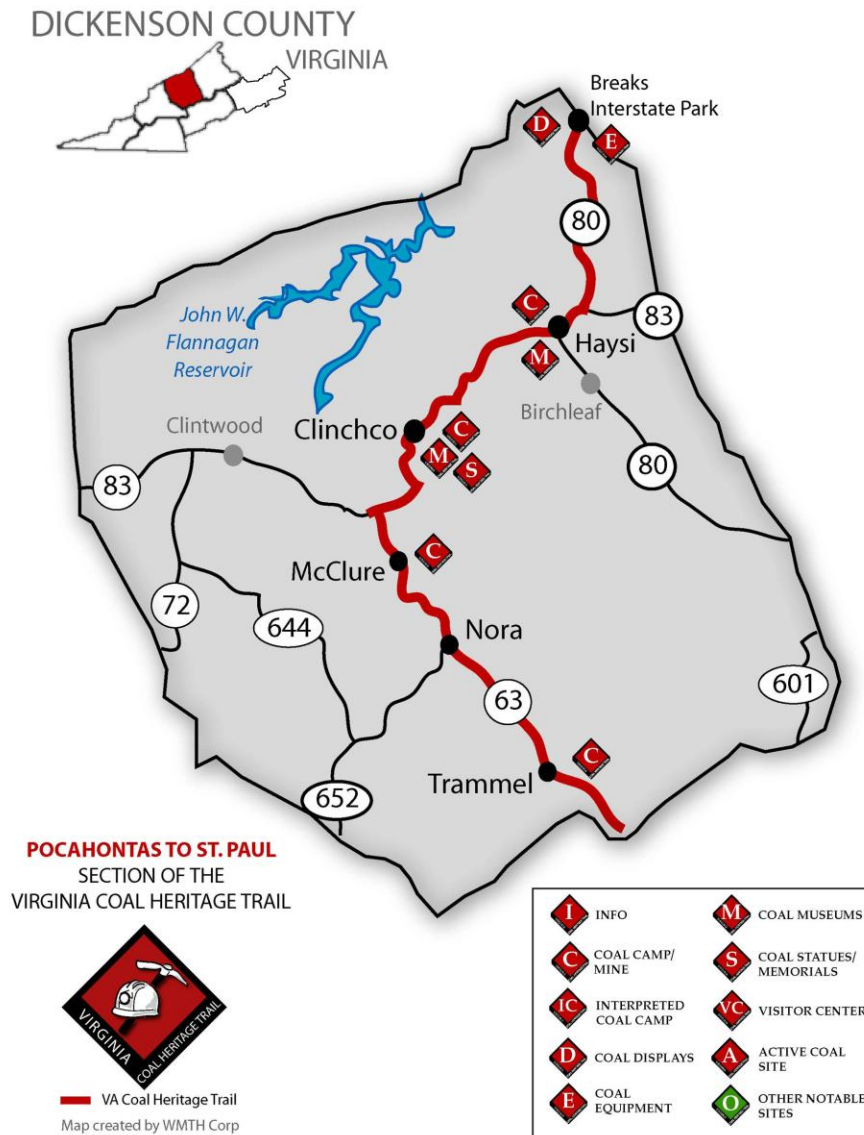 DICKENSON COUNTY
VIRGINIA
Breaks
Interstate Park
D
E
80
John W.
Flannagan
Reservoir
C
83
Haysi
M
Birchleaf
Clinchco
C
Clintwood
M
S
80
83
McClure
C
72
644
Nora
601
63
Trammel
C
652
POCAHONTAS TO ST. PAUL
SECTION OF THE
VIRGINIA COAL HERITAGE TRAIL
VIRGINIA
COAL HERITAGE TRAIL
VA Coal Heritage Trail
Map created by WMTH Corp
I INFO
C COAL CAMP/
MINE
IC INTERPRETED
COAL CAMP
D COAL DISPLAYS
E COAL
EQUIPMENT
M COAL MUSEUMS
S COAL STATUES/
MEMORIALS
VC VISITOR CENTER
A ACTIVE COAL
SITE
O OTHER NOTABLE
SITES